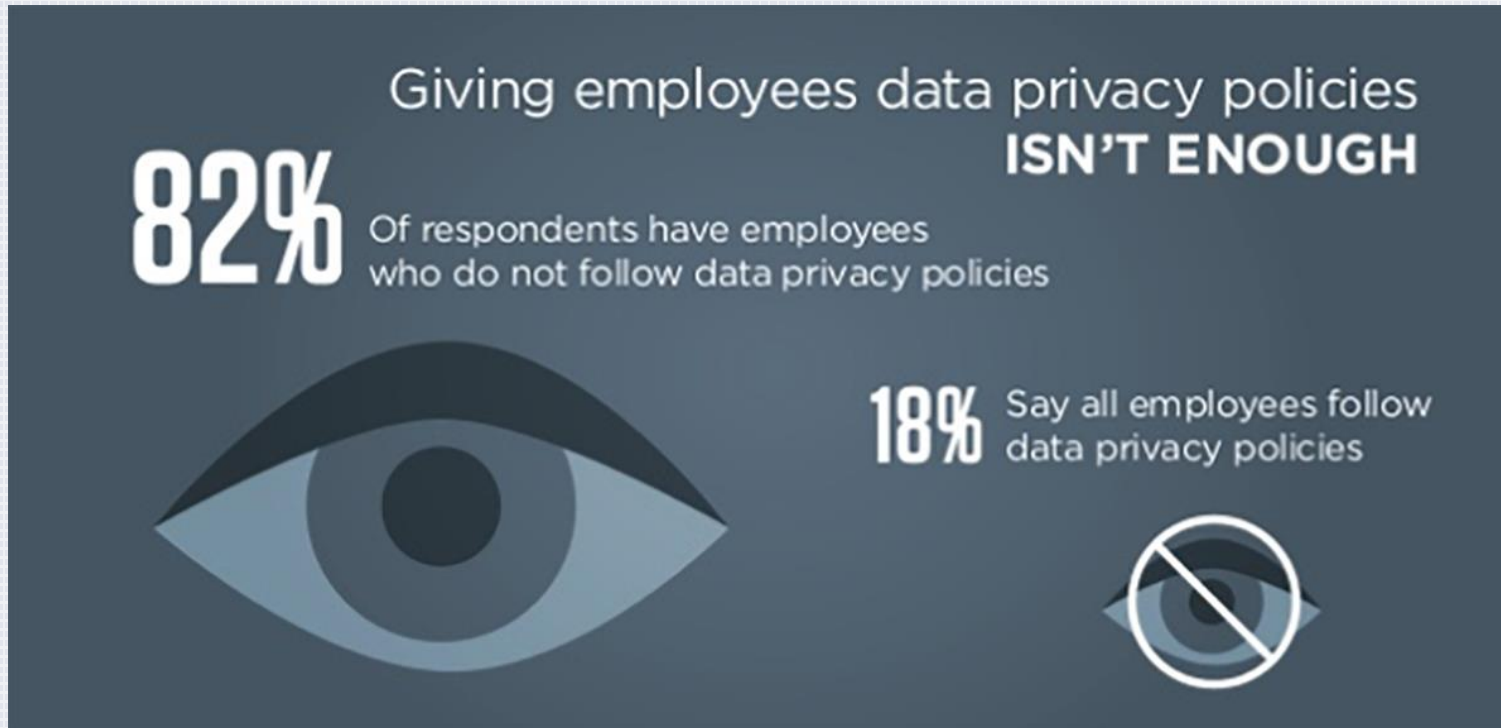 Giving employees data privacy policies
ISN'T ENOUGH
82%
Of respondents have employees
who do not follow data privacy policies
18%
Say all employees follow
data privacy policies